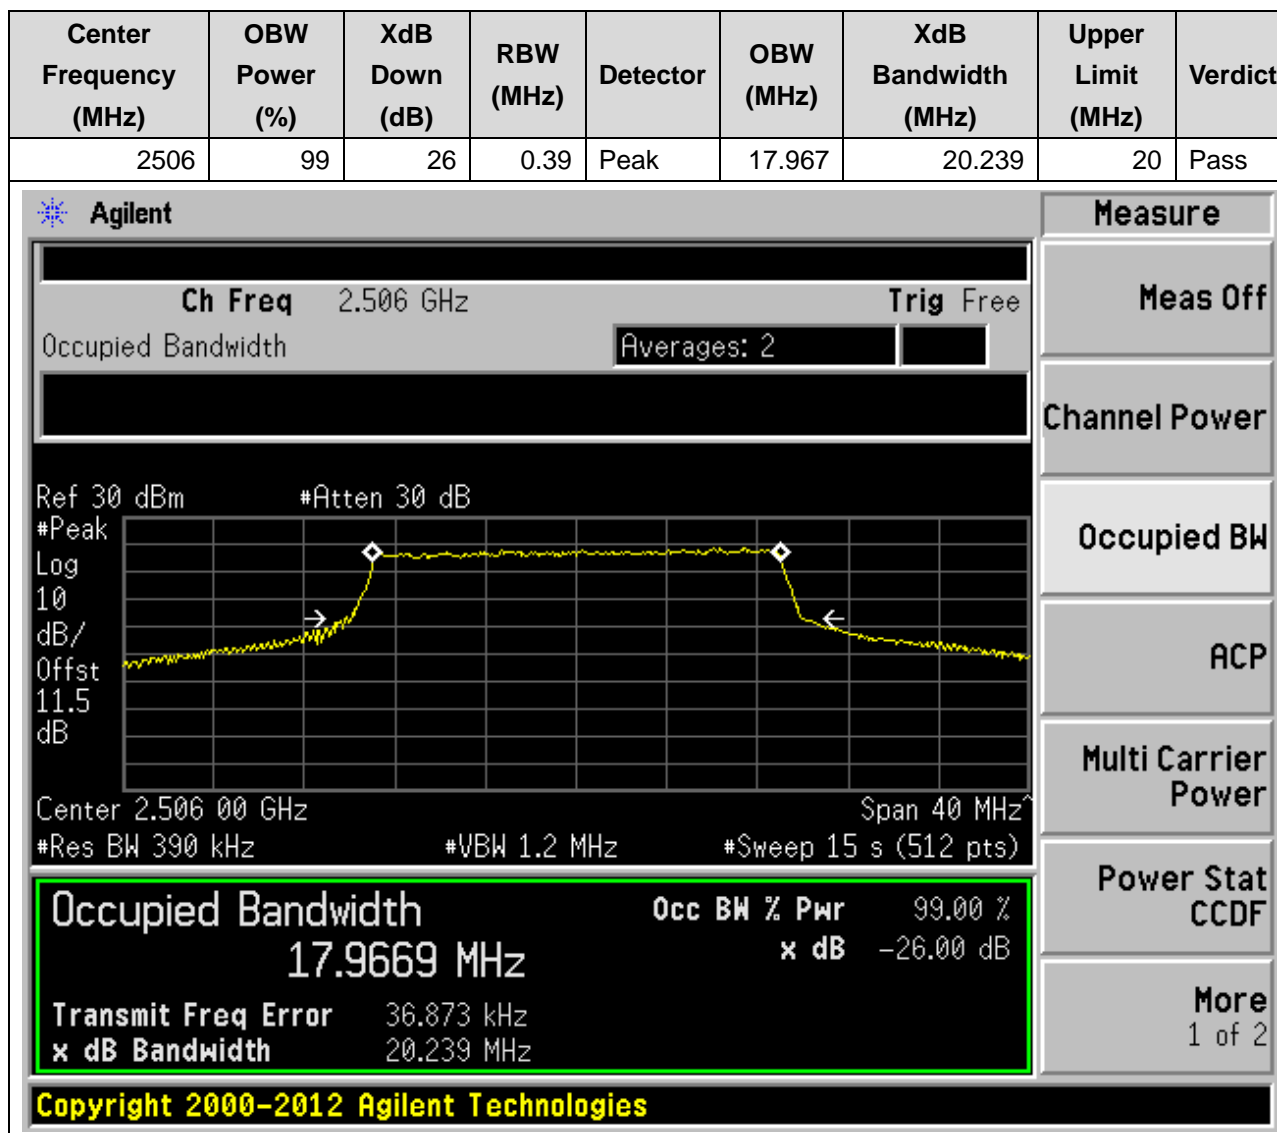 Center Frequency (MHz) OBW Power (%) XdB Down (dB) RBW (MHz) Detector OBW (MHz) XdB Bandwidth (MHz) Upper Limit (MHz) Verdict
2506 99 26 0.39 Peak 17.967 20.239 20 Pass
Agilent
Measure
Ch Freq 2.506 GHz Trig Free
Meas Off
Occupied Bandwidth Averages: 2
Channel Power
Ref 30 dBm #Atten 30 dB
#Peak
Log
10
dB/
Offst
11.5
dB
Occupied BW
ACP
Multi Carrier
Power
Center 2.506 00 GHz Span 40 MHz^
#Res BW 390 kHz #VBW 1.2 MHz #Sweep 15 s (512 pts)
Power Stat
CCDF
Occupied Bandwidth Occ BW % Pwr 99.00 %
17.9669 MHz x dB -26.00 dB
Transmit Freq Error 36.873 kHz
x dB Bandwidth 20.239 MHz
More
1 of 2
Copyright 2000-2012 Agilent Technologies